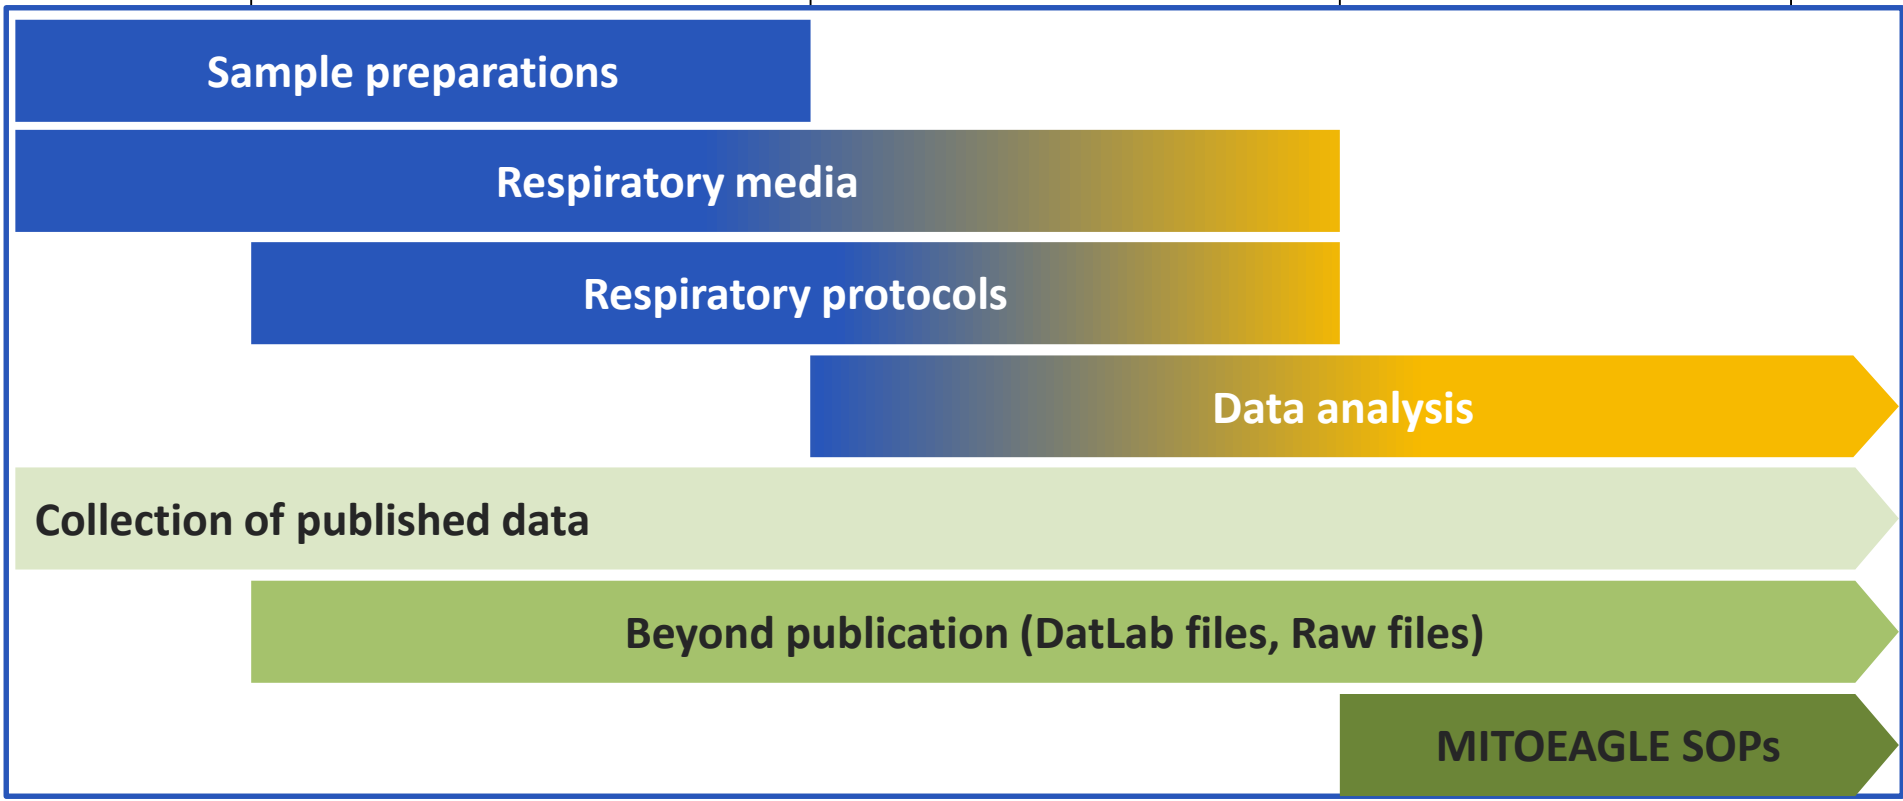 Sample preparations
Respiratory media
Respiratory protocols
Data analysis
Collection of published data
Beyond publication (DatLab files, Raw files)
MITOEAGLE SOPs